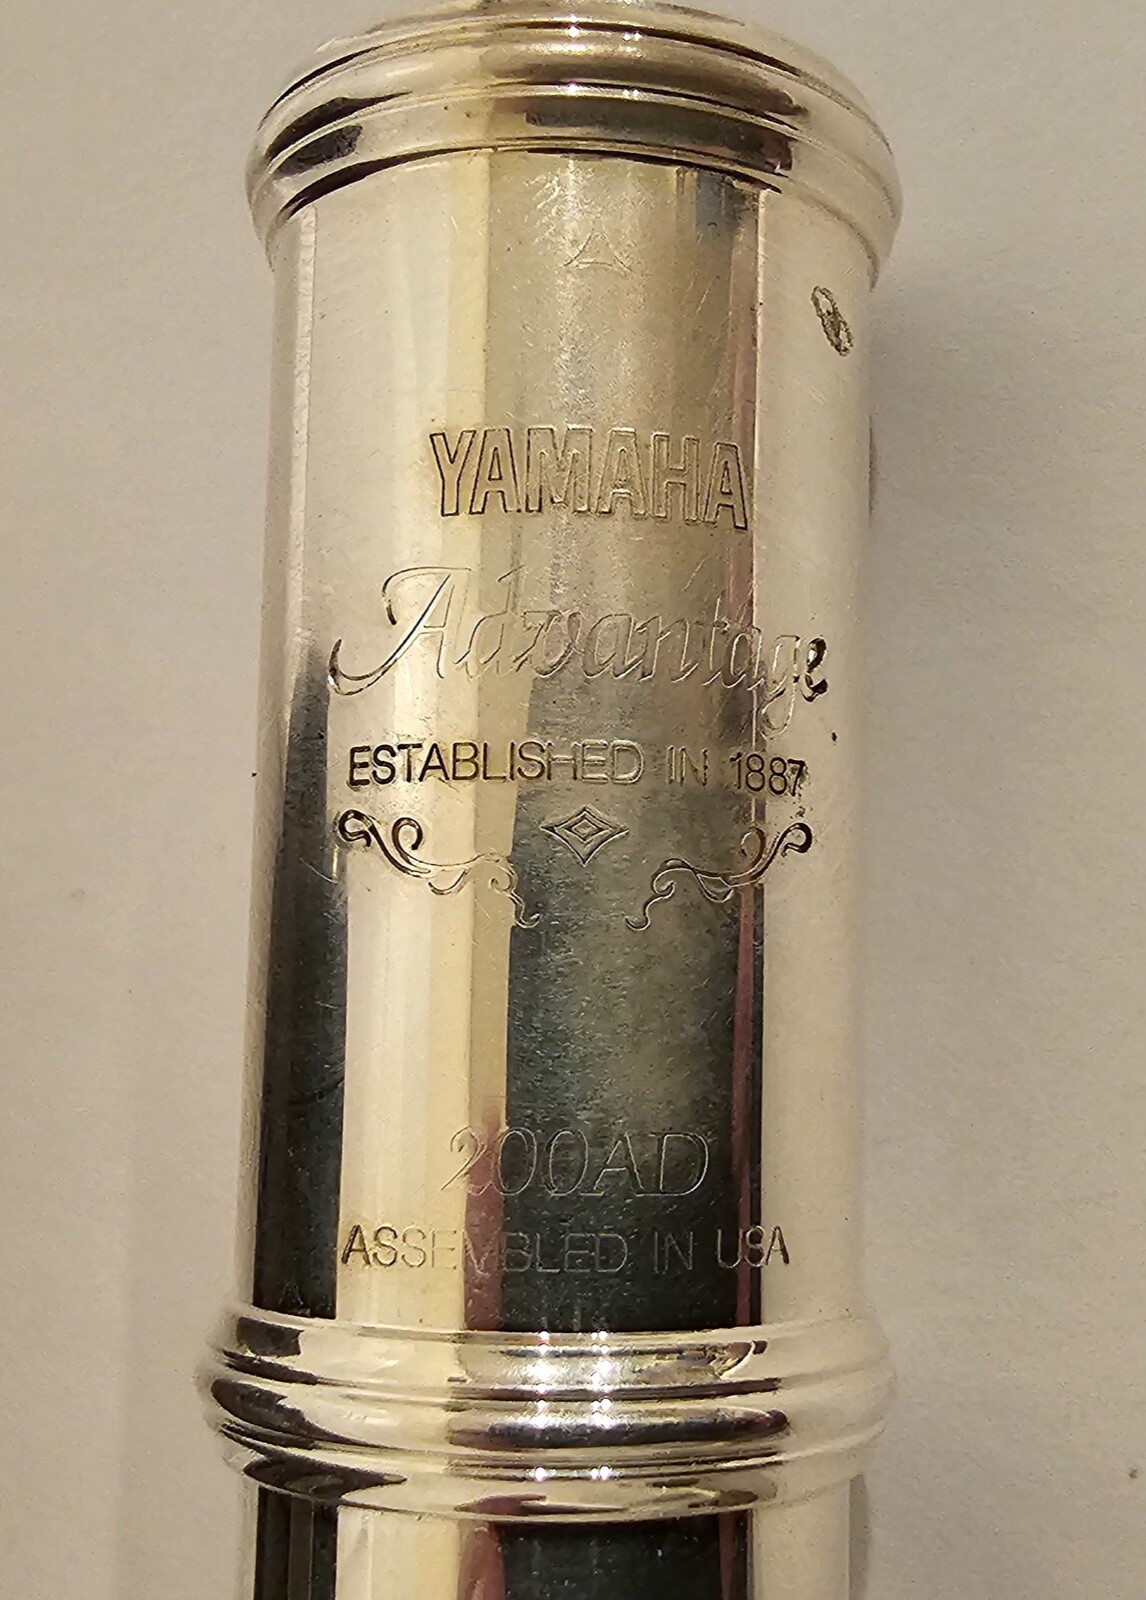 YAMAHA
Advantage
ESTABLISHED IN 1887
200AD
ASSEMBLED IN USA